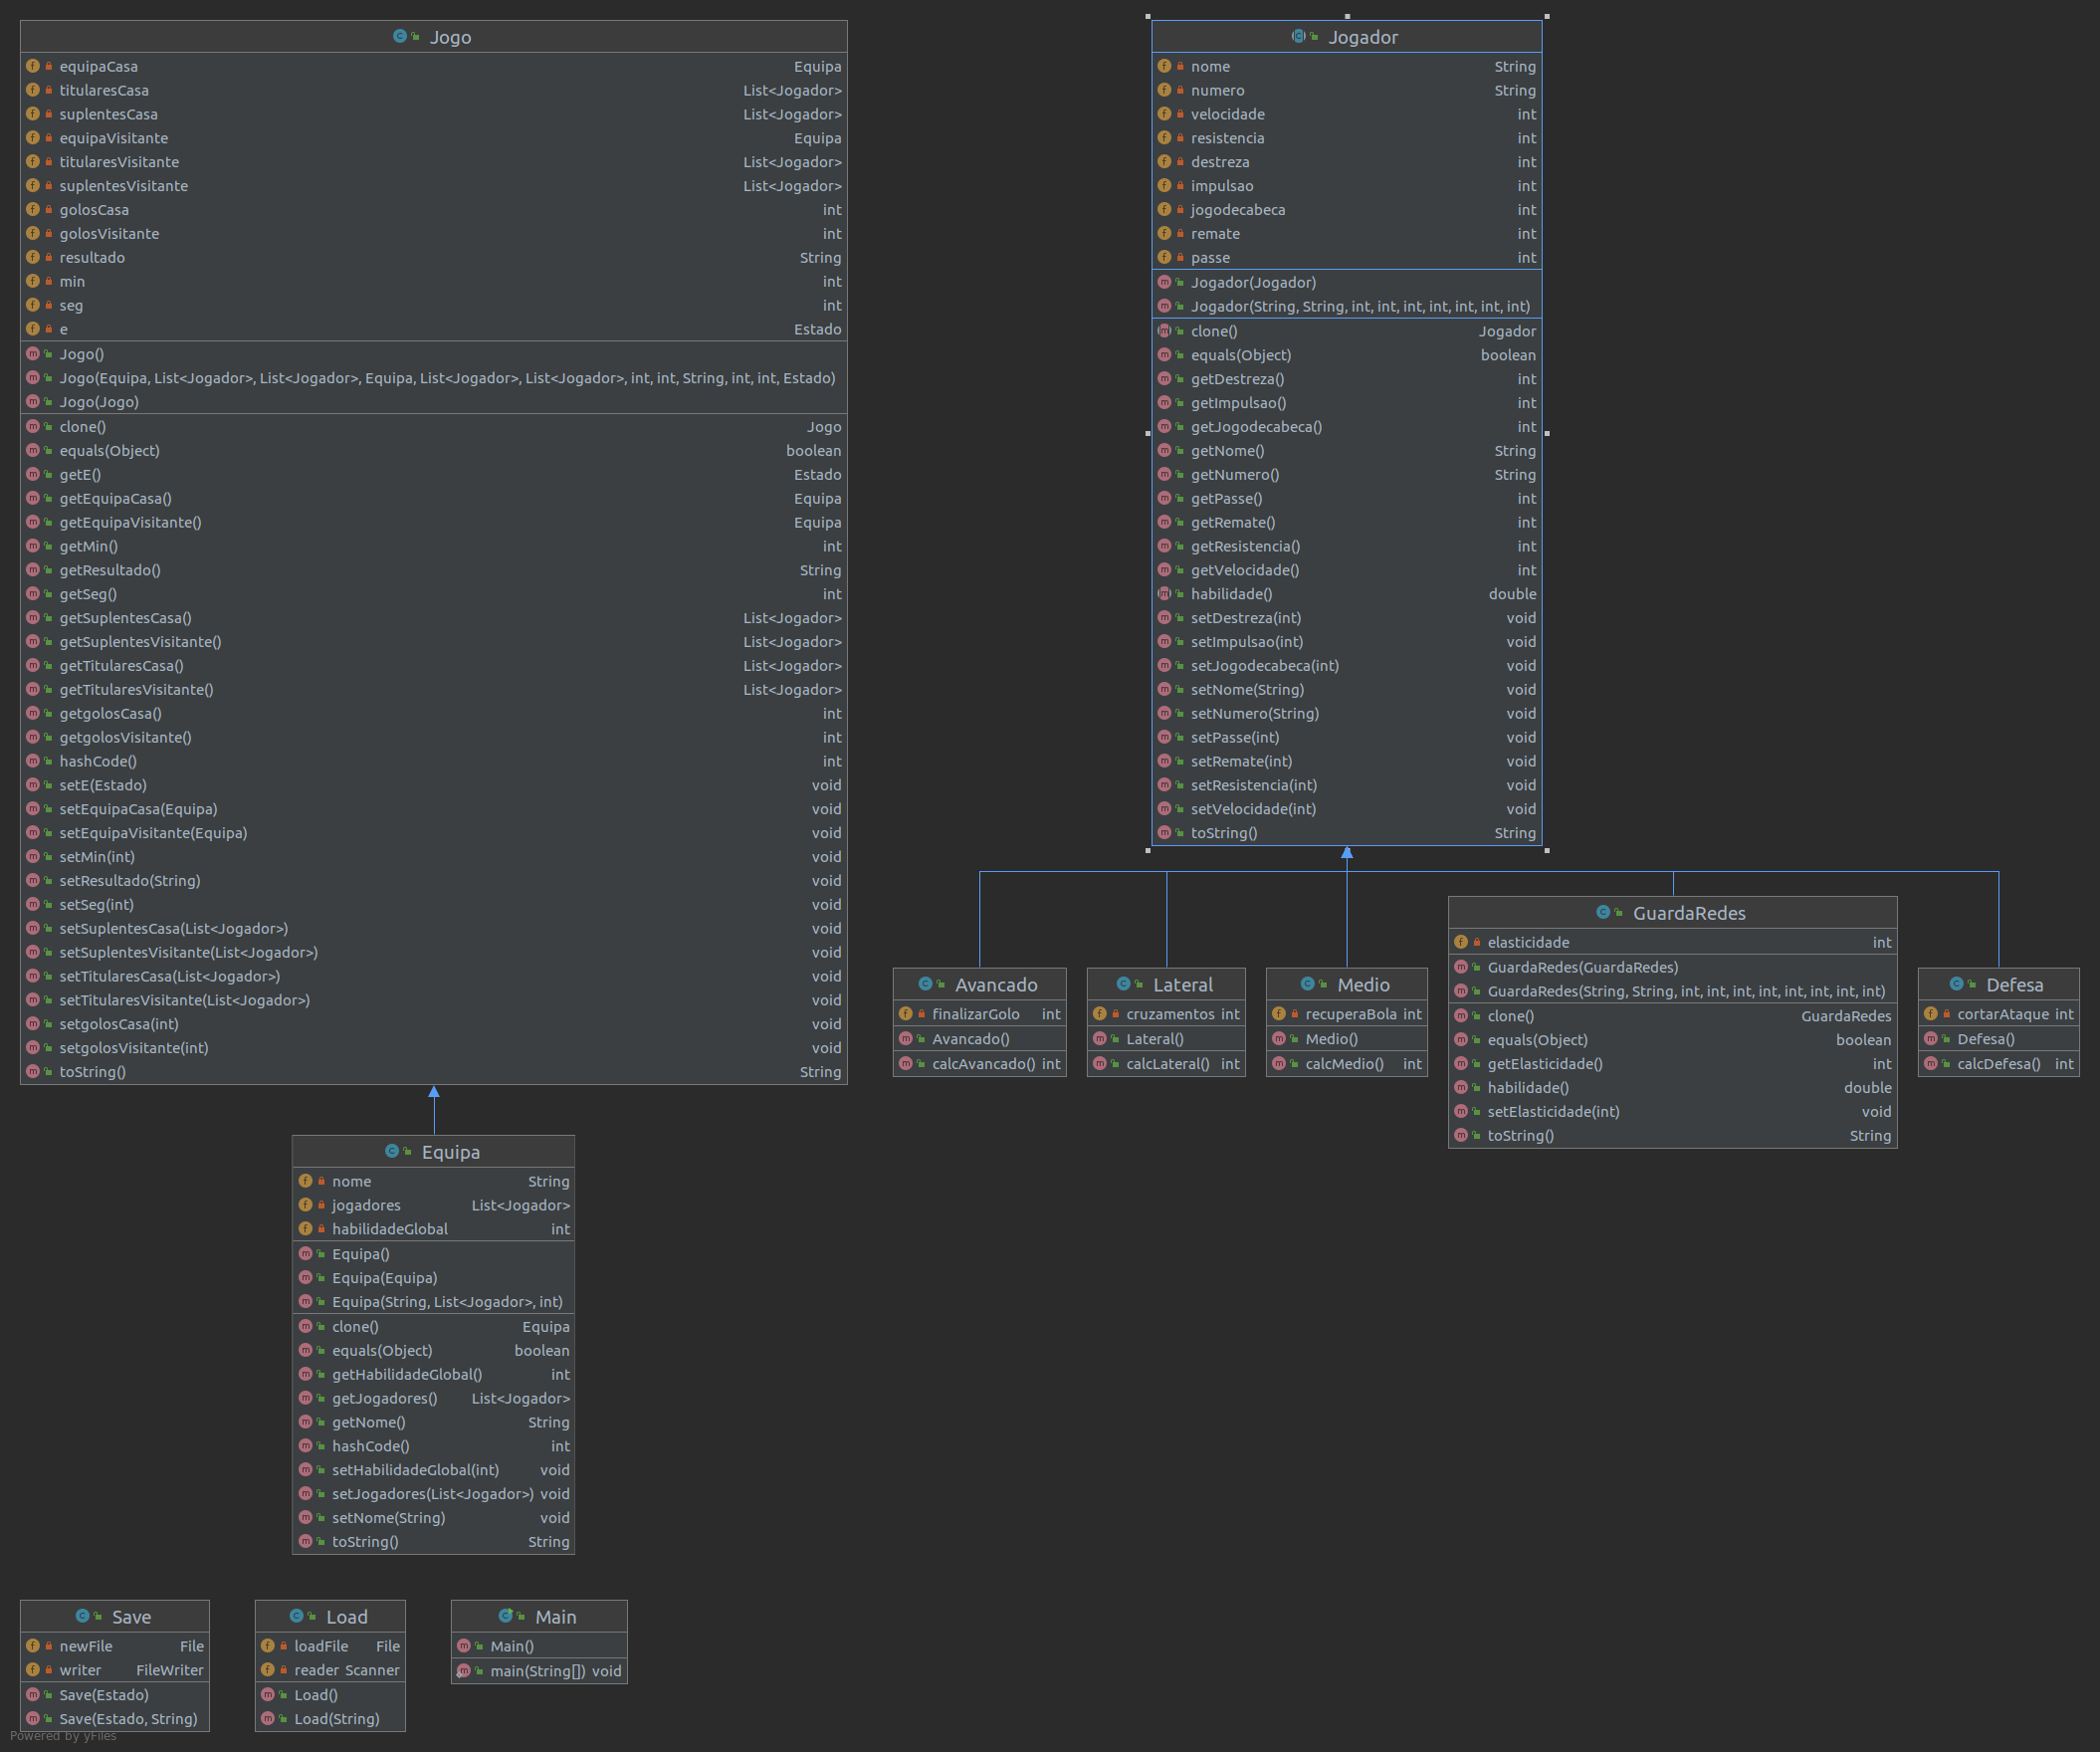 Jogo
equipaCasa Equipa
titularesCasa List<Jogador>
suplentesCasa List<Jogador>
equipaVisitante Equipa
titularesVisitante List<Jogador>
suplentesVisitante List<Jogador>
golosCasa int
golosVisitante int
resultado String
min int
seg int
e Estado
Jogo()
Jogo(Equipa, List<Jogador>, List<Jogador>, Equipa, List<Jogador>, List<Jogador>, int, int, String, int, int, Estado)
Jogo(Jogo)
clone() Jogo
equals(Object) boolean
getE() Estado
getEquipaCasa() Equipa
getEquipaVisitante() Equipa
getMin() int
getResultado() String
getSeg() int
getSuplentesCasa() List<Jogador>
getSuplentesVisitante() List<Jogador>
getTitularesCasa() List<Jogador>
getTitularesVisitante() List<Jogador>
getgolosCasa() int
getgolosVisitante() int
hashCode() int
setE(Estado) void
setEquipaCasa(Equipa) void
setEquipaVisitante(Equipa) void
setMin(int) void
setResultado(String) void
setSeg(int) void
setSuplentesCasa(List<Jogador>) void
setSuplentesVisitante(List<Jogador>) void
setTitularesCasa(List<Jogador>) void
setTitularesVisitante(List<Jogador>) void
setgolosCasa(int) void
setgolosVisitante(int) void
toString() String
Jogador
nome String
numero String
velocidade int
resistencia int
destreza int
impulsao int
jogodecabeca int
remate int
passe int
Jogador(Jogador)
Jogador(String, String, int, int, int, int, int, int, int)
clone() Jogador
equals(Object) boolean
getDestreza() int
getImpulsao() int
getJogodecabeca() int
getNome() String
getNumero() String
getPasse() int
getRemate() int
getResistencia() int
getVelocidade() int
habilidade() double
setDestreza(int) void
setImpulsao(int) void
setJogodecabeca(int) void
setNome(String) void
setNumero(String) void
setPasse(int) void
setRemate(int) void
setResistencia(int) void
setVelocidade(int) void
toString() String
Avancado
finalizarGolo int
Avancado()
calcAvancado() int
Lateral
cruzamentos int
Lateral()
calcLateral() int
Medio
recuperaBola int
Medio()
calcMedio() int
GuardaRedes
elasticidade int
GuardaRedes(GuardaRedes)
GuardaRedes(String, String, int, int, int, int, int, int, int, int)
clone() GuardaRedes
equals(Object) boolean
getElasticidade() int
habilidade() double
setElasticidade(int) void
toString() String
Defesa
cortarAtaque int
Defesa()
calcDefesa() int
Equipa
nome String
jogadores List<Jogador>
habilidadeGlobal int
Equipa()
Equipa(Equipa)
Equipa(String, List<Jogador>, int)
clone() Equipa
equals(Object) boolean
getHabilidadeGlobal() int
getJogadores() List<Jogador>
getNome() String
hashCode() int
setHabilidadeGlobal(int) void
setJogadores(List<Jogador>) void
setNome(String) void
toString() String
Save
newFile File
writer FileWriter
Save(Estado)
Save(Estado, String)
Load
loadFile File
reader Scanner
Load()
Load(String)
Main
Main()
main(String[]) void
Powered by yFiles